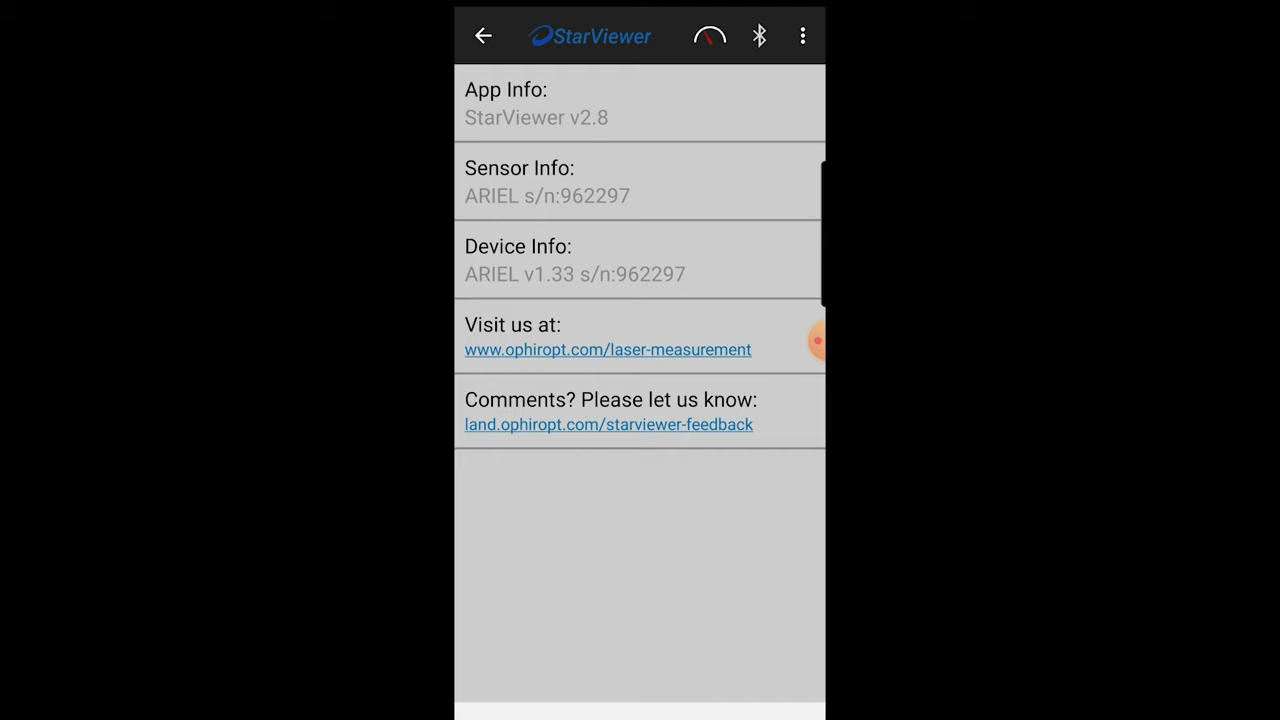 StarViewer
App Info:
StarViewer v2.8
Sensor Info:
ARIEL s/n:962297
Device Info:
ARIEL v1.33 s/n:962297
Visit us at:
www.ophiropt.com/laser-measurement
Comments? Please let us know:
land.ophiropt.com/starviewer-feedback